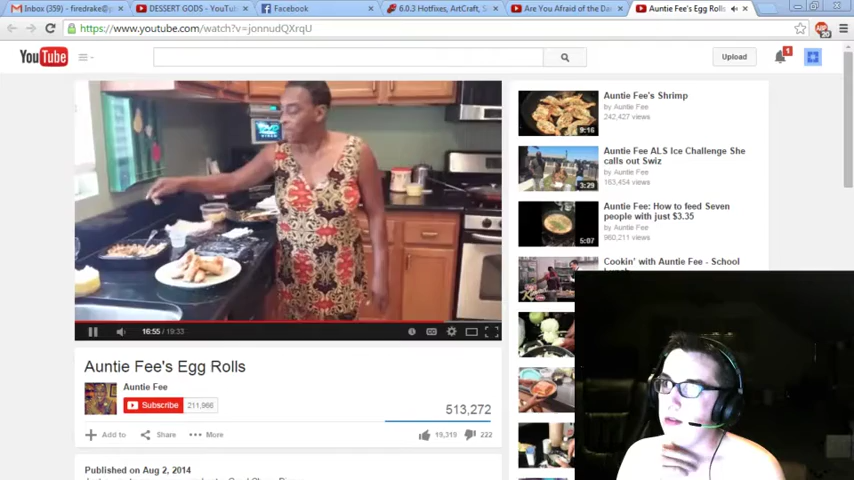 Inbox (359) - firedrake@g
DESSERT GODS - YouTu
Facebook
6.0.3 Hotfixes, ArtCraft, S
Are You Afraid of the Da
Auntie Fee's Egg Rolls
https://www.youtube.com/watch?v=jonnudQXrqU
20
YouTube
Upload
1
Auntie Fee's Shrimp
by Auntie Fee
242,427 views
9:16
Auntie Fee ALS Ice Challenge She
calls out Swiz
by Auntie Fee
163,454 views
3:29
Auntie Fee: How to feed Seven
people with just $3.35
by Auntie Fee
960,211 views
5:07
Cookin' with Auntie Fee - School
16:55 / 19:33
Auntie Fee's Egg Rolls
Auntie Fee
Subscribe
211,966
513,272
Add to
Share
More
19,319
222
Published on Aug 2, 2014